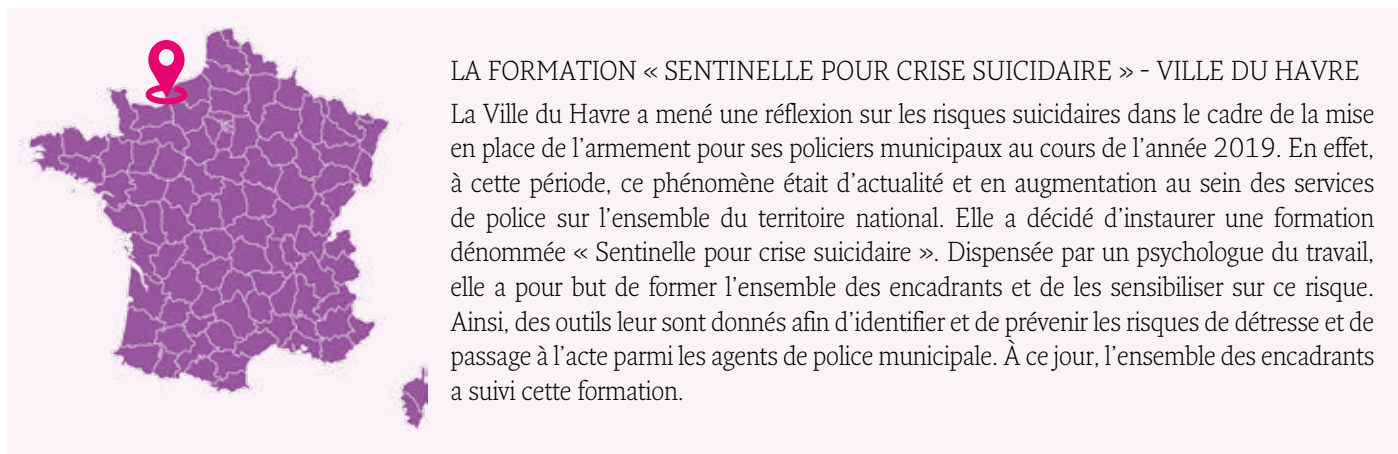 LA FORMATION « SENTINELLE POUR CRISE SUICIDAIRE » - VILLE DU HAVRE
La Ville du Havre a mené une réflexion sur les risques suicidaires dans le cadre de la mise
en place de l’armement pour ses policiers municipaux au cours de l’année 2019. En effet,
à cette période, ce phénomène était d’actualité et en augmentation au sein des services
de police sur l’ensemble du territoire national. Elle a décidé d’instaurer une formation
dénommée « Sentinelle pour crise suicidaire ». Dispensée par un psychologue du travail,
elle a pour but de former l’ensemble des encadrants et de les sensibiliser sur ce risque.
Ainsi, des outils leur sont donnés afin d’identifier et de prévenir les risques de détresse et de
passage à l’acte parmi les agents de police municipale. À ce jour, l’ensemble des encadrants
a suivi cette formation.